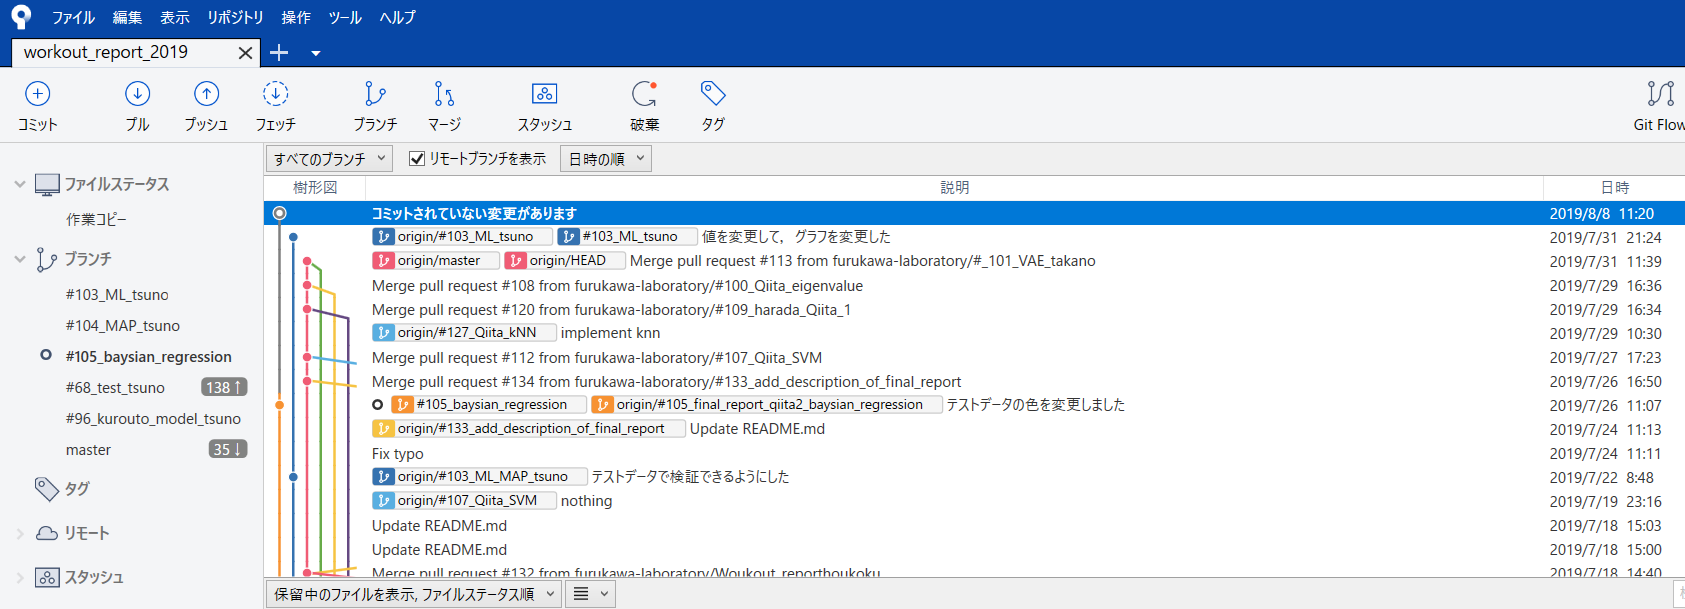 ファイル 編集 表示 リポジトリ 操作 ツール ヘルプ
workout_report_2019
コミット プル プッシュ フェッチ ブランチ マージ スタッシュ 破棄 タグ Git Flow
すべてのブランチ リモートブランチを表示 日時の順
ファイルステータス
作業コピー
ブランチ
#103_ML_tsuno
#104_MAP_tsuno
#105_baysian_regression
#68_test_tsuno 138↑
#96_kurouto_model_tsuno
master 35↓
タグ
リモート
スタッシュ
樹形図 説明 日時
コミットされていない変更があります 2019/8/8 11:20
origin/#103_ML_tsuno #103_ML_tsuno 値を変更して，グラフを変更した 2019/7/31 21:24
origin/master origin/HEAD Merge pull request #113 from furukawa-laboratory/#_101_VAE_takano 2019/7/31 11:39
Merge pull request #108 from furukawa-laboratory/#100_Qiita_eigenvalue 2019/7/29 16:36
Merge pull request #120 from furukawa-laboratory/#109_harada_Qiita_1 2019/7/29 16:34
origin/#127_Qiita_kNN implement knn 2019/7/29 10:30
Merge pull request #112 from furukawa-laboratory/#107_Qiita_SVM 2019/7/27 17:23
Merge pull request #134 from furukawa-laboratory/#133_add_description_of_final_report 2019/7/26 16:50
#105_baysian_regression origin/#105_final_report_qiita2_baysian_regression テストデータの色を変更しました 2019/7/26 11:07
origin/#133_add_description_of_final_report Update README.md 2019/7/24 11:13
Fix typo 2019/7/24 11:11
origin/#103_ML_MAP_tsuno テストデータで検証できるようにした 2019/7/22 8:48
origin/#107_Qiita_SVM nothing 2019/7/19 23:16
Update README.md 2019/7/18 15:03
Update README.md 2019/7/18 15:00
Merge pull request #132 from furukawa-laboratory/Woukout_reporthoukoku 2019/7/18 14:40
保留中のファイルを表示, ファイルステータス順